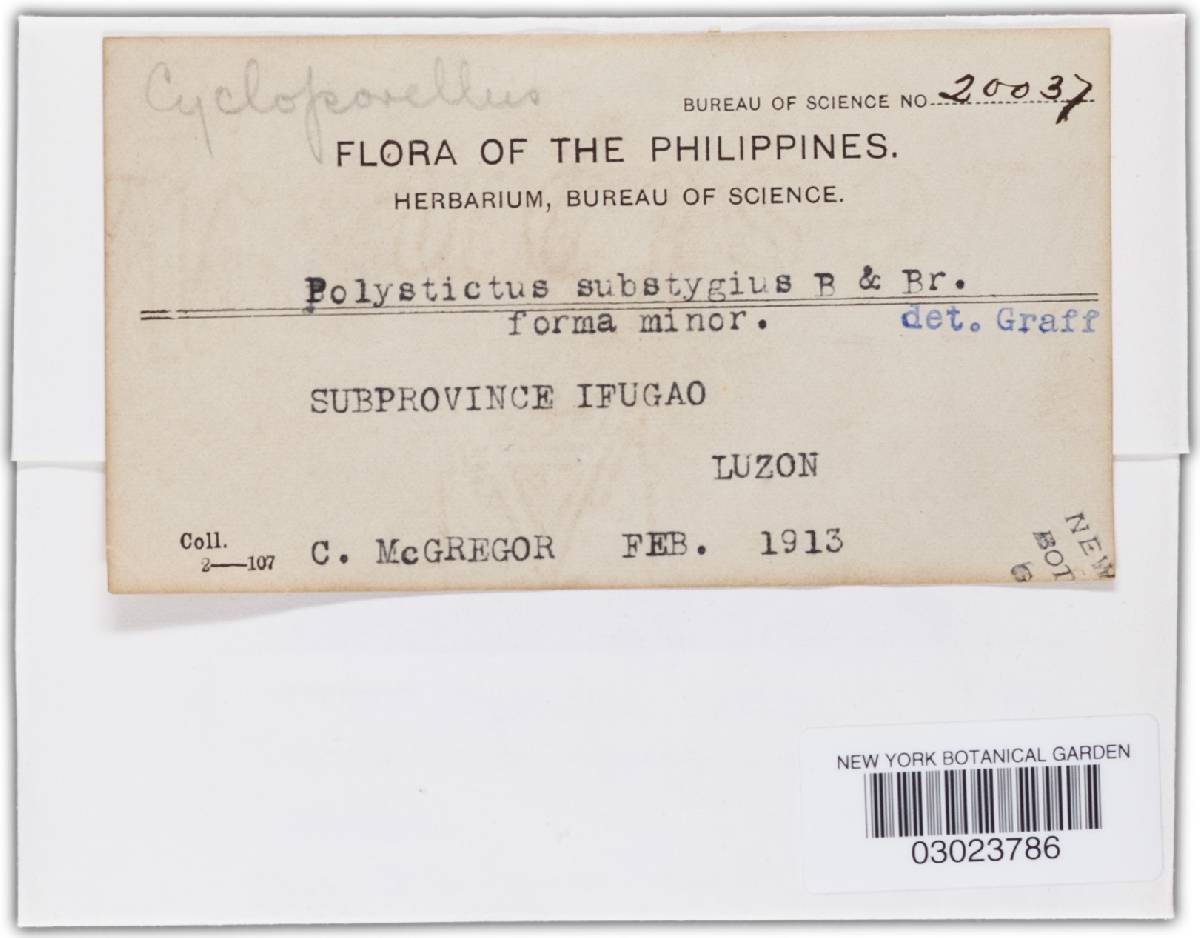 Cycloporellus
BUREAU OF SCIENCE NO. 20037
FLORA OF THE PHILIPPINES.
HERBARIUM, BUREAU OF SCIENCE.
Polystictus substygius B & Br.
forma minor. det. Graff
SUBPROVINCE IFUGAO
LUZON
Coll. C. McGREGOR FEB. 1913
2—107
NEW
BOT
G
NEW YORK BOTANICAL GARDEN
03023786